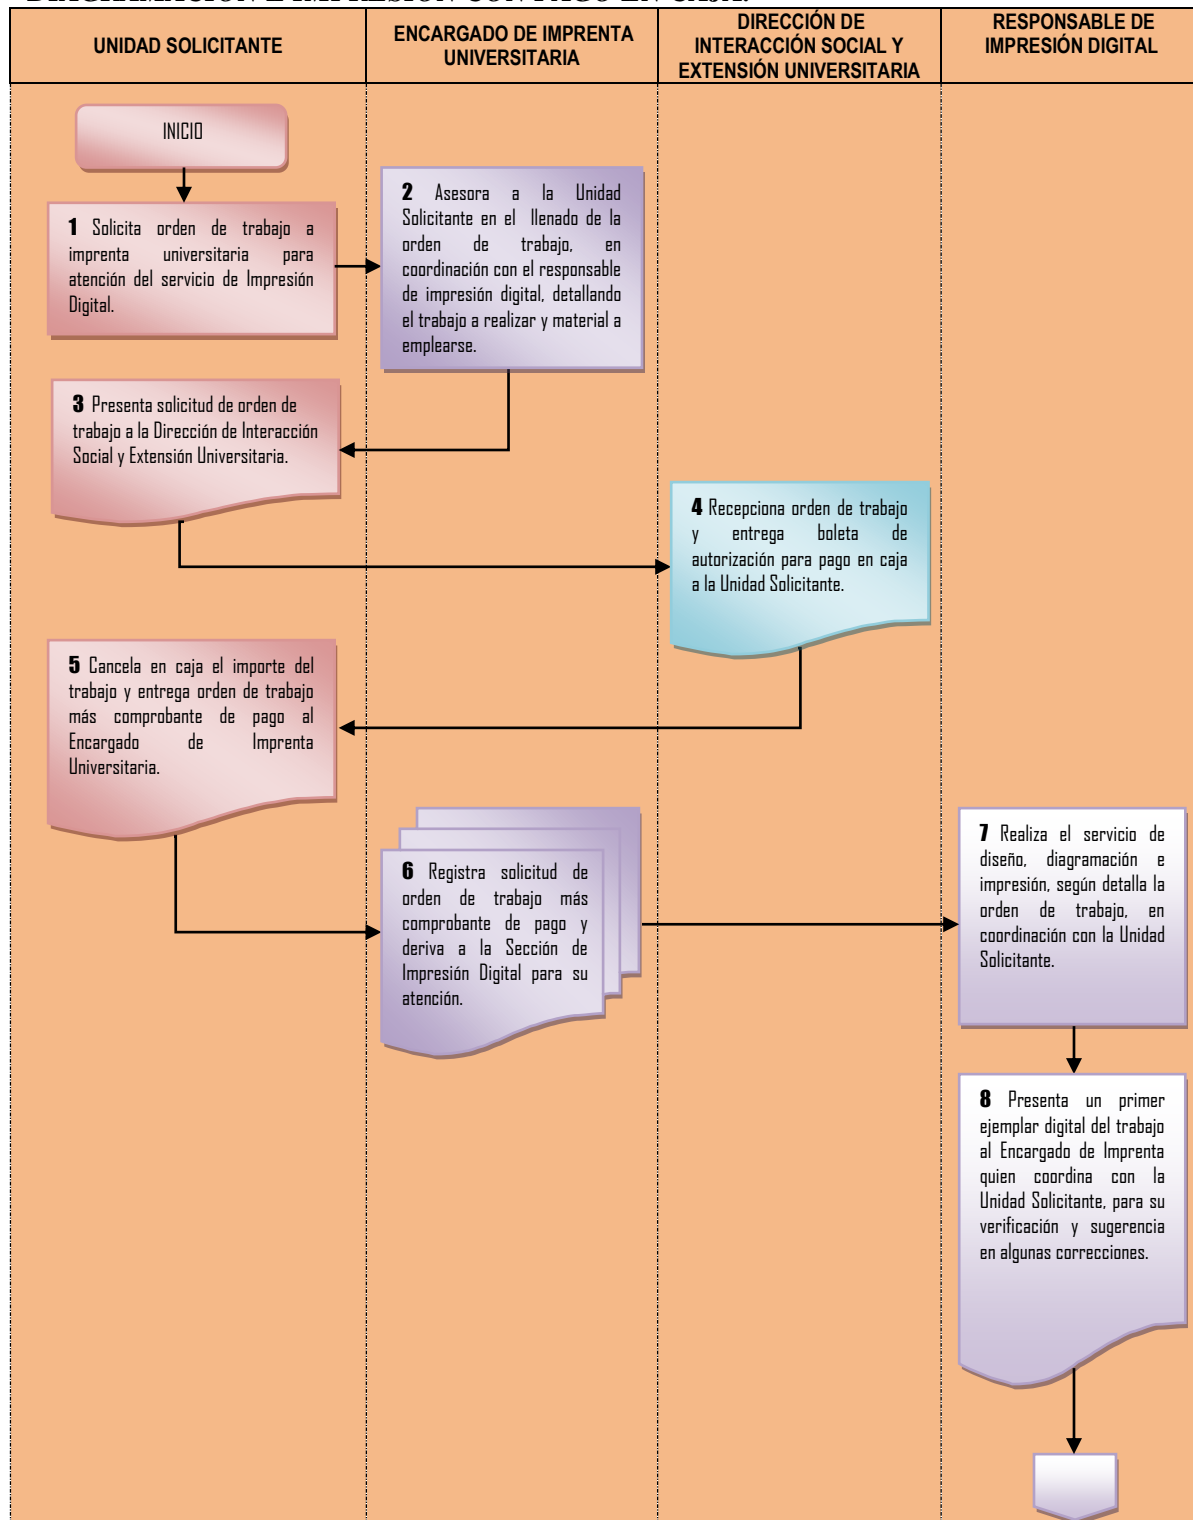 DIAGRAMACIÓN E IMPRESIÓN CON PAGO EN CAJA.
UNIDAD SOLICITANTE
ENCARGADO DE IMPRENTA
UNIVERSITARIA
DIRECCIÓN DE
INTERACCIÓN SOCIAL Y
EXTENSIÓN UNIVERSITARIA
RESPONSABLE DE
IMPRESIÓN DIGITAL
INICIO
1 Solicita orden de trabajo a
imprenta universitaria para
atención del servicio de Impresión
Digital.
2 Asesora a la Unidad
Solicitante en el llenado de la
orden de trabajo, en
coordinación con el responsable
de impresión digital, detallando
el trabajo a realizar y material a
emplearse.
3 Presenta solicitud de orden de
trabajo a la Dirección de Interacción
Social y Extensión Universitaria.
4 Recepciona orden de trabajo
y entrega boleta de
autorización para pago en caja
a la Unidad Solicitante.
5 Cancela en caja el importe del
trabajo y entrega orden de trabajo
más comprobante de pago al
Encargado de Imprenta
Universitaria.
6 Registra solicitud de
orden de trabajo más
comprobante de pago y
deriva a la Sección de
Impresión Digital para su
atención.
7 Realiza el servicio de
diseño, diagramación e
impresión, según detalla la
orden de trabajo, en
coordinación con la Unidad
Solicitante.
8 Presenta un primer
ejemplar digital del trabajo
al Encargado de Imprenta
quien coordina con la
Unidad Solicitante, para su
verificación y sugerencia
en algunas correcciones.